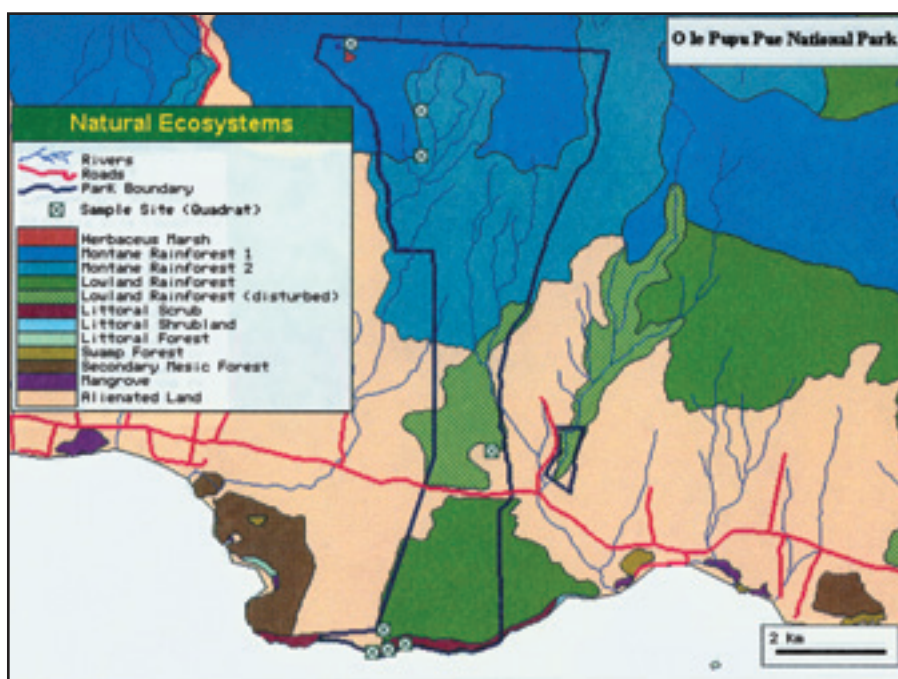 O le Pupu Pue National Park
Natural Ecosystems
Rivers
Roads
Park Boundary
Sample Site (Quadrat)
Herbaceus Marsh
Montane Rainforest 1
Montane Rainforest 2
Lowland Rainforest
Lowland Rainforest (disturbed)
Littoral Scrub
Littoral Shrubland
Littoral Forest
Swamp Forest
Secondary Mesic Forest
Mangrove
Alienated Land
2 Km